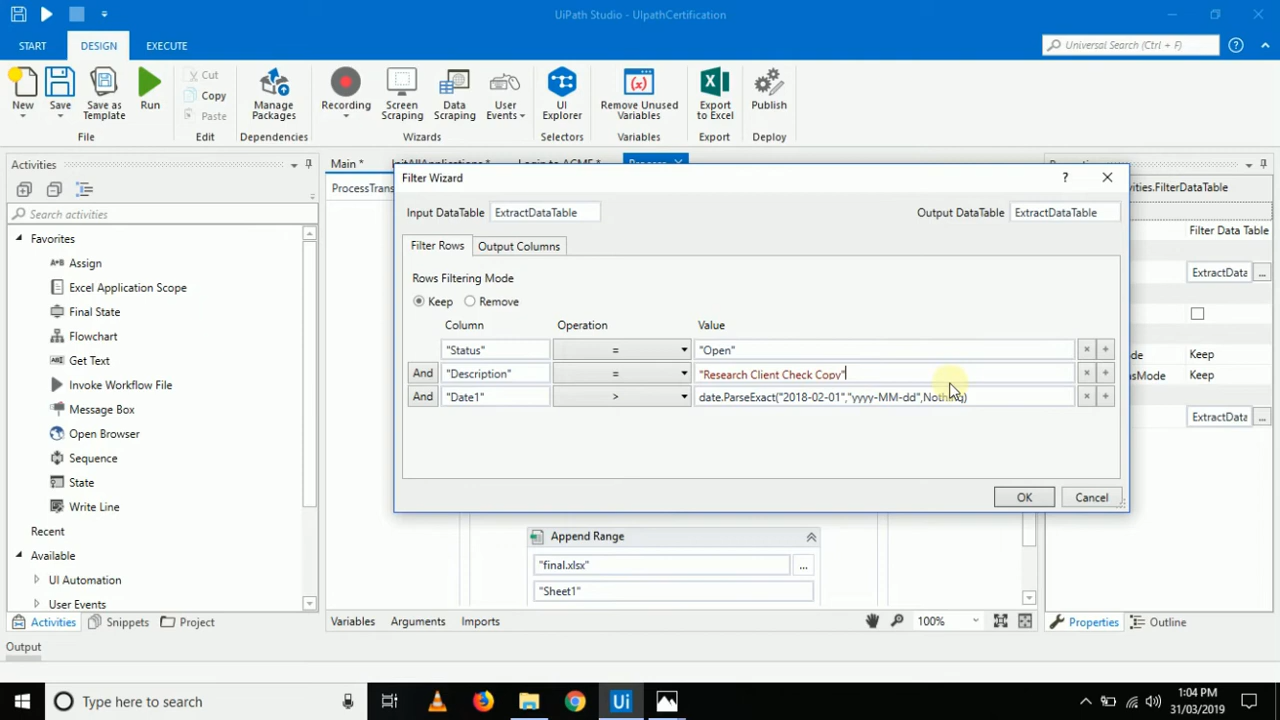 UiPath Studio - UIpathCertification
START DESIGN EXECUTE
Universal Search (Ctrl + F)
New Save Save as Template Run
Cut
Copy
Paste
Manage Packages
Recording
Screen Scraping
Data Scraping
User Events
UI Explorer
Remove Unused Variables
Export to Excel
Publish
File Edit Dependencies Wizards Selectors Variables Export Deploy
Activities
Search activities
Favorites
Assign
Excel Application Scope
Final State
Flowchart
Get Text
Invoke Workflow File
Message Box
Open Browser
Sequence
State
Write Line
Recent
Available
UI Automation
User Events
Activities Snippets Project
Output
Main *
ProcessTrans
Filter Wizard
Input DataTable ExtractDataTable
Output DataTable ExtractDataTable
Filter Rows Output Columns
Rows Filtering Mode
Keep Remove
Column Operation Value
"Status" = "Open"
And "Description" = "Research Client Check Copy"
And "Date1" > date.ParseExact("2018-02-01","yyyy-MM-dd",Nothing)
OK Cancel
Append Range
"final.xlsx" ...
"Sheet1"
Variables Arguments Imports
100%
ities.FilterDataTable
Filter Data Table
ExtractData ...
ode Keep
nsMode Keep
ExtractData ...
Properties Outline
Type here to search
1:04 PM
31/03/2019